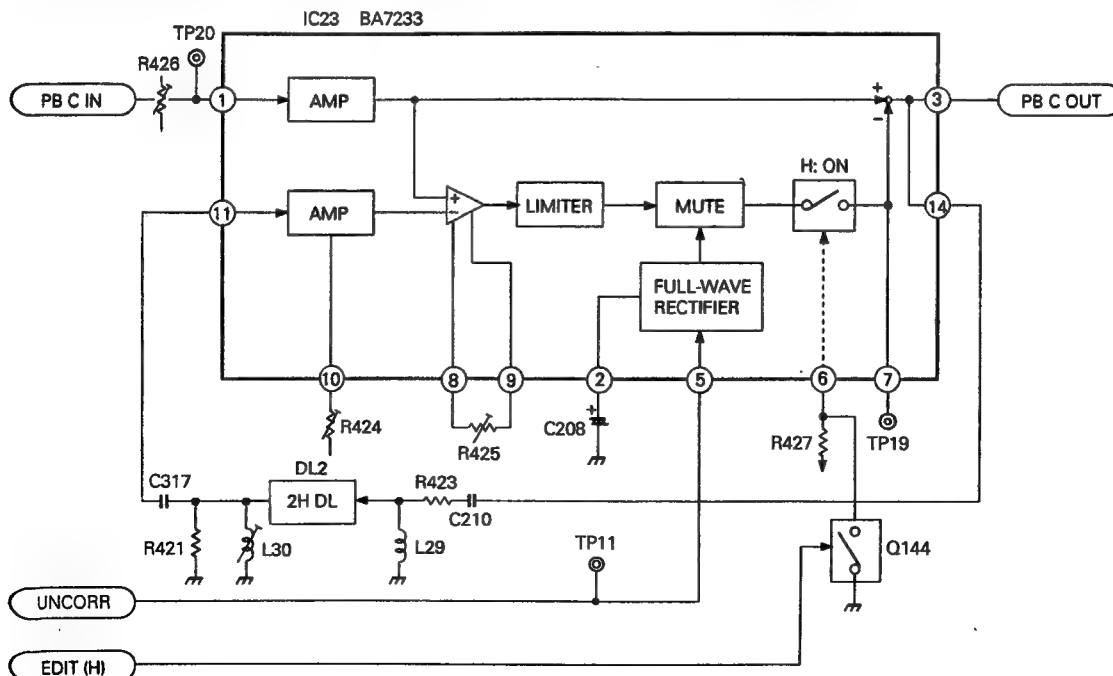 IC23 BA7233
TP20
R426
PB C IN
1
AMP
+
-
3
PB C OUT
H: ON
11
AMP
+
-
LIMITER
MUTE
14
FULL-WAVE
RECTIFIER
10
8
9
2
5
6
7
R424
R425
+
C208
R427
TP19
C317
DL2
2H DL
R423
C210
R421
L30
L29
TP11
Q144
UNCORR
EDIT (H)